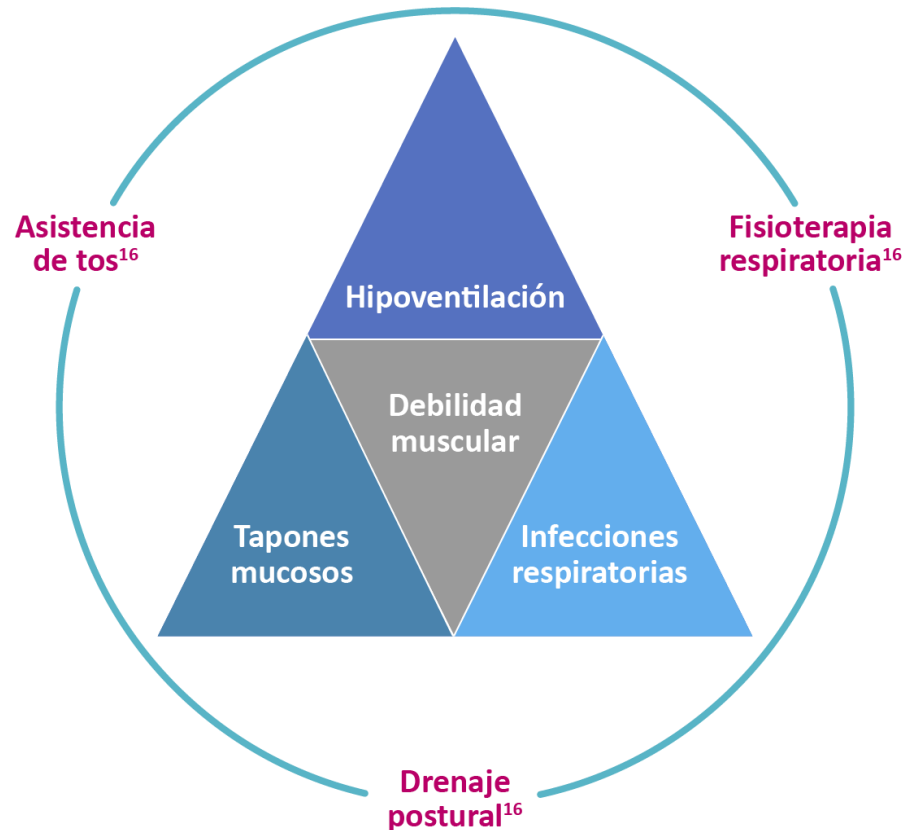 Asistencia
de tos¹⁶
Fisioterapia
respiratoria¹⁶
Hipoventilación
Debilidad
muscular
Tapones
mucosos
Infecciones
respiratorias
Drenaje
postural¹⁶